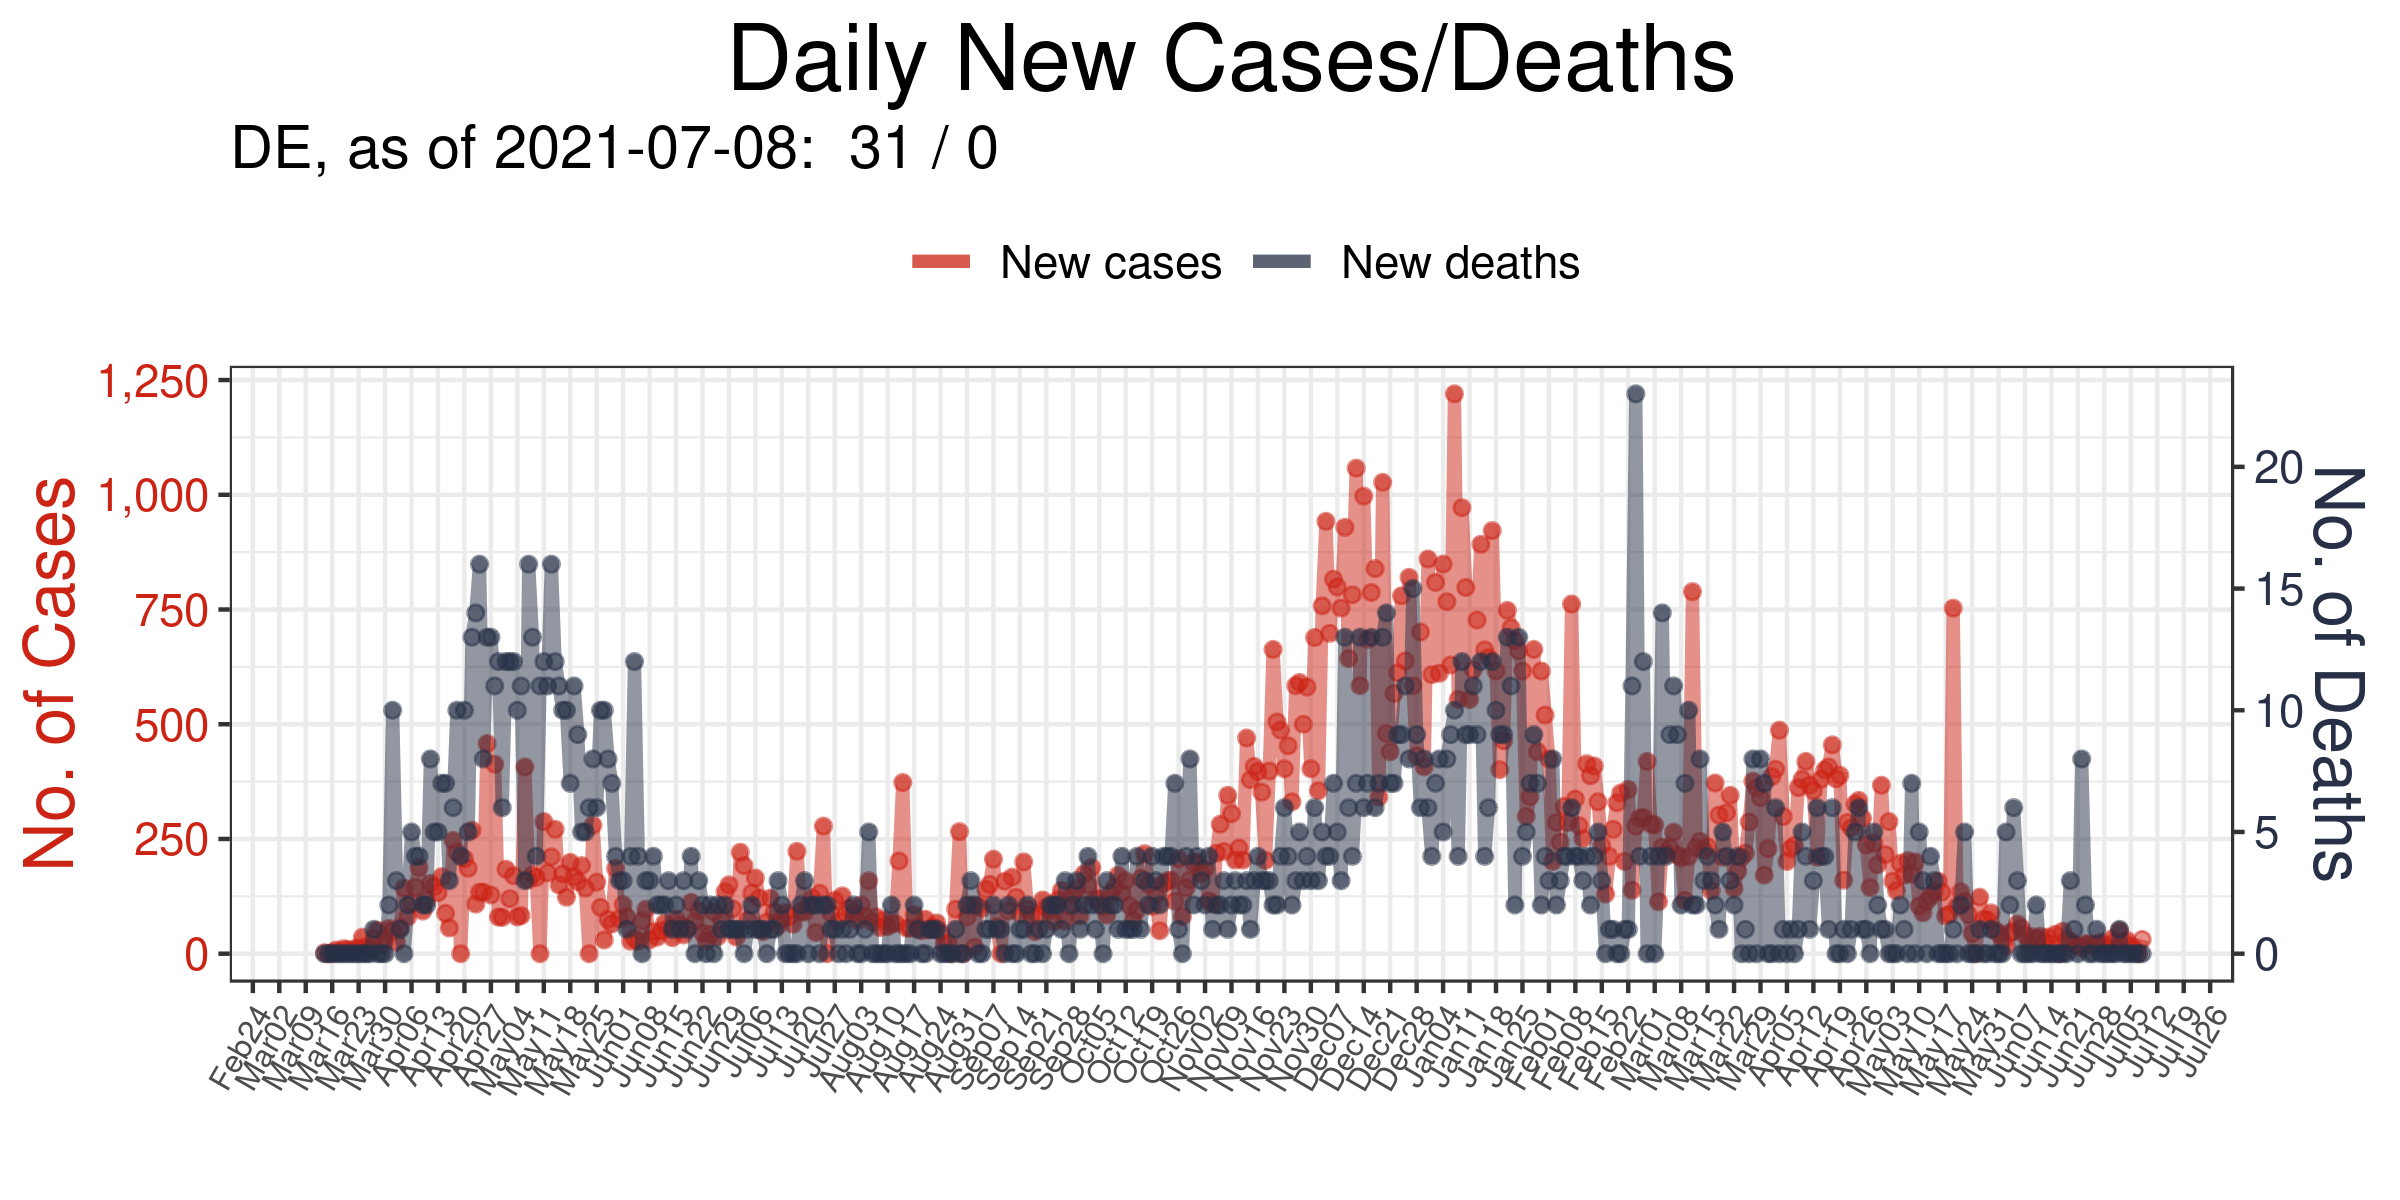 Daily New Cases/Deaths
DE, as of 2021-07-08:  31 / 0
New cases
New deaths
1,250
1,000
750
500
250
0
No. of Cases
20
15
10
5
0
No. of Deaths
Feb24
Mar02
Mar09
Mar16
Mar23
Mar30
Apr06
Apr13
Apr20
Apr27
May04
May11
May18
May25
Jun01
Jun08
Jun15
Jun22
Jun29
Jul06
Jul13
Jul20
Jul27
Aug03
Aug10
Aug17
Aug24
Aug31
Sep07
Sep14
Sep21
Sep28
Oct05
Oct12
Oct19
Oct26
Nov02
Nov09
Nov16
Nov23
Nov30
Dec07
Dec14
Dec21
Dec28
Jan04
Jan11
Jan18
Jan25
Feb01
Feb08
Feb15
Feb22
Mar01
Mar08
Mar15
Mar22
Mar29
Apr05
Apr12
Apr19
Apr26
May03
May10
May17
May24
May31
Jun07
Jun14
Jun21
Jun28
Jul05
Jul12
Jul19
Jul26